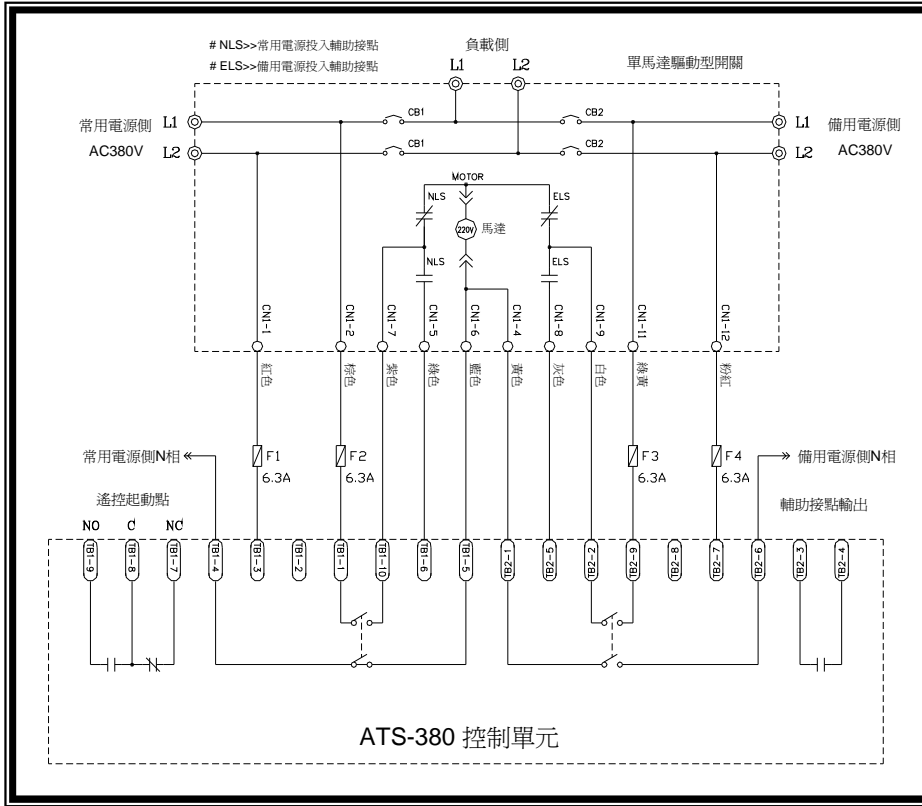 # NLS>>常用電源投入輔助接點
# ELS>>備用電源投入輔助接點
負載側
單馬達驅動型開關
L1 L2
常用電源側
AC380V
L1
L2
CB1
CB1
CB2
CB2
L1
L2
備用電源側
AC380V
MOTOR
NLS
ELS
220V
馬達
NLS
ELS
CN1-1 CN1-2 CN1-7 CN1-5 CN1-6 CN1-4 CN1-8 CN1-9 CN1-11 CN1-12
紅色 棕色 紫色 綠色 藍色 黃色 灰色 白色 綠黃 粉紅
常用電源側N相
F1
6.3A
F2
6.3A
F3
6.3A
F4
6.3A
備用電源側N相
遙控起動點
輔助接點輸出
NO C NC
TB1-9 TB1-8 TB1-7 TB1-4 TB1-3 TB1-2 TB1-1 TB1-10 TB1-6 TB1-5 TB2-1 TB2-5 TB2-2 TB2-9 TB2-8 TB2-7 TB2-6 TB2-3 TB2-4
ATS-380 控制單元